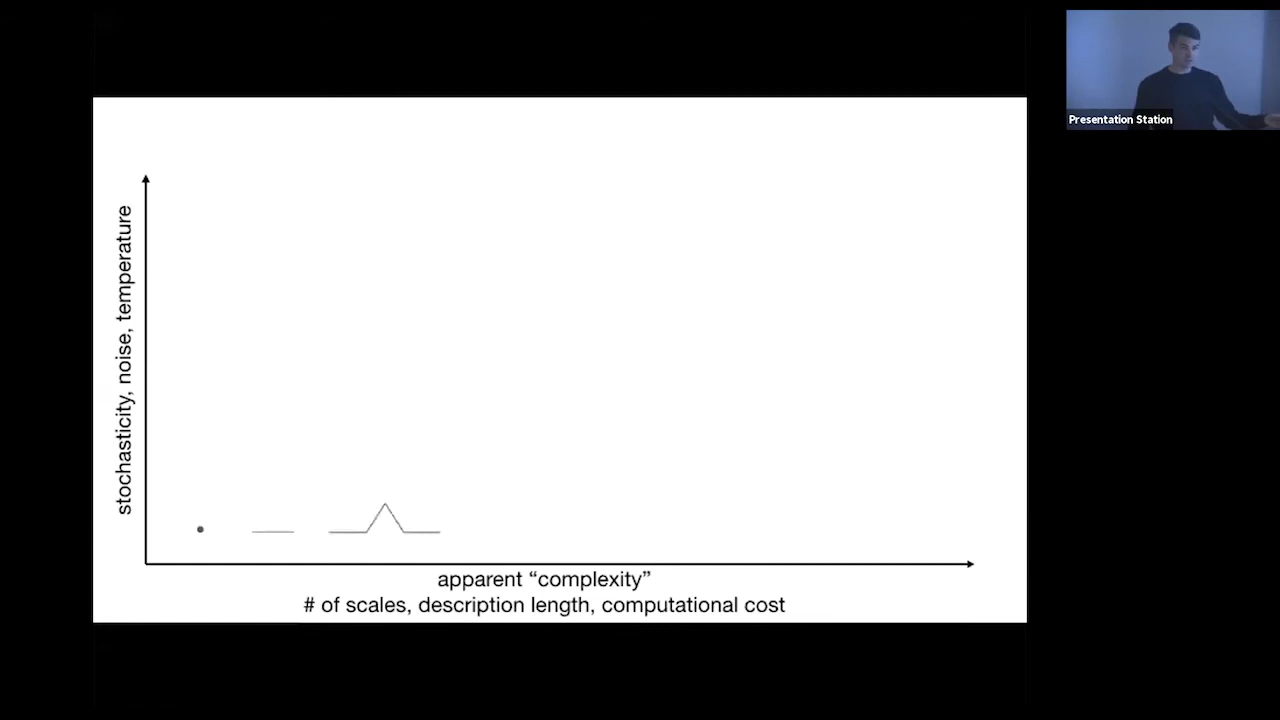 Presentation Station
stochasticity, noise, temperature
apparent “complexity”
# of scales, description length, computational cost